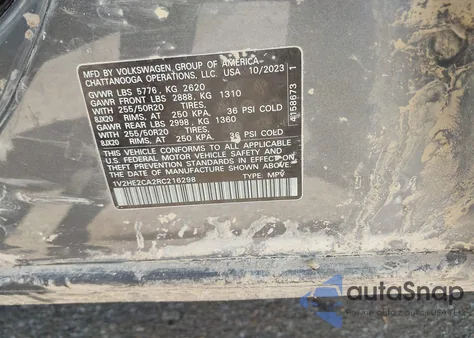 MFD BY VOLKSWAGEN GROUP OF AMERICA
CHATTANOOGA OPERATIONS, LLC. USA 10/2023
GVWR LBS 5776, KG 2620
GAWR FRONT LBS 2888, KG 1310
WITH 255/50R20 TIRES,
8JX20 RIMS, AT 250 KPA. 36 PSI COLD
GAWR REAR LBS 2998, KG 1360
WITH 255/50R20 TIRES,
8JX20 RIMS, AT 250 KPA. 36 PSI COLD
THIS VEHICLE CONFORMS TO ALL APPLICABLE
U.S. FEDERAL MOTOR VEHICLE SAFETY AND
THEFT PREVENTION STANDARDS IN EFFECT ON
THE DATE OF MANUFACTURE SHOWN ABOVE.
1V2HE2CA2RC216298 TYPE: MPV
4158673 1
autoSnap